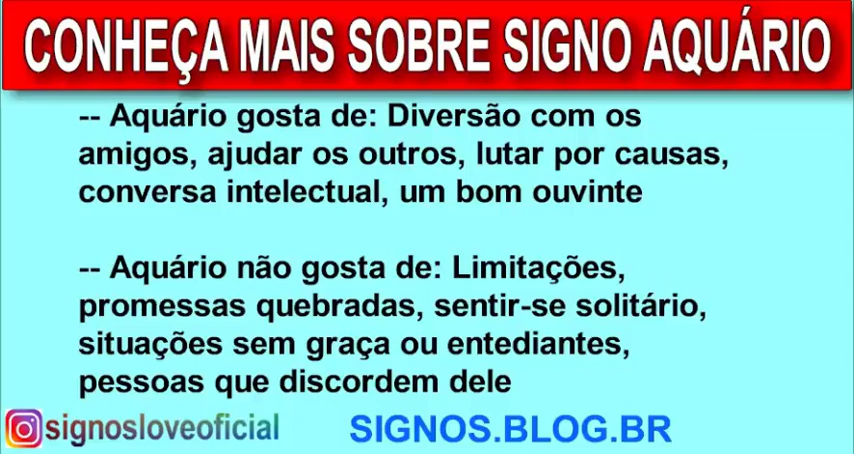 CONHEÇA MAIS SOBRE SIGNO AQUÁRIO
-- Aquário gosta de: Diversão com os
amigos, ajudar os outros, lutar por causas,
conversa intelectual, um bom ouvinte
-- Aquário não gosta de: Limitações,
promessas quebradas, sentir-se solitário,
situações sem graça ou entediantes,
pessoas que discordem dele
@signosloveoficial SIGNOS.BLOG.BR